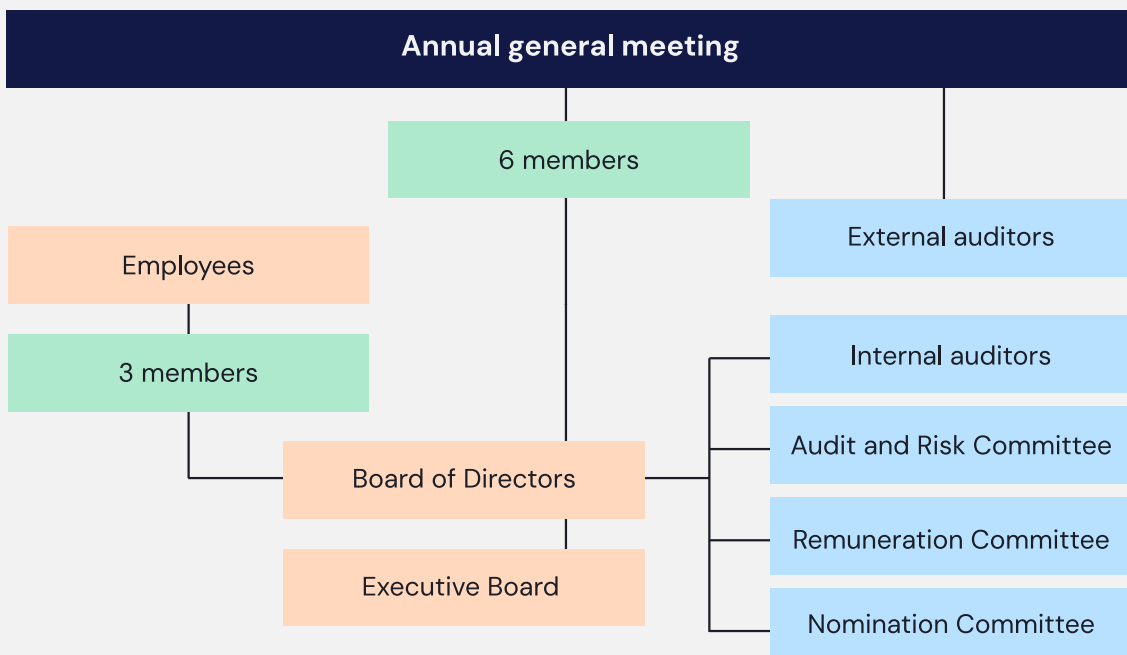 Annual general meeting
6 members
External auditors
Employees
Internal auditors
3 members
Audit and Risk Committee
Board of Directors
Remuneration Committee
Executive Board
Nomination Committee